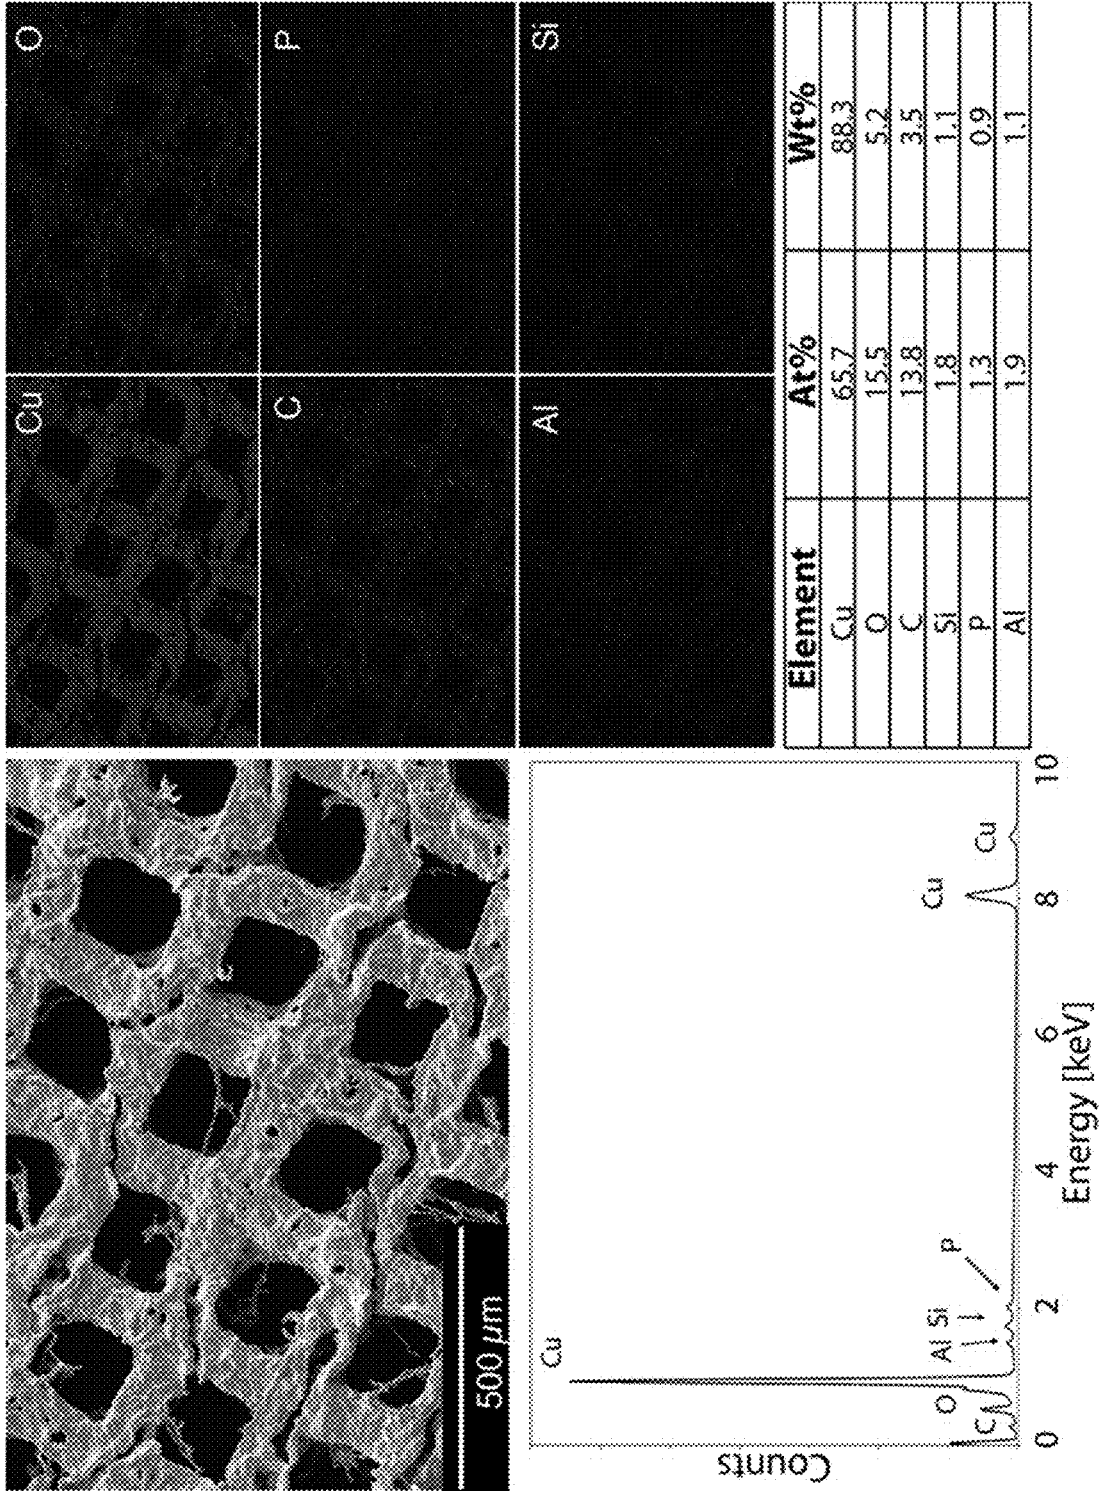 500 µm
Cu
O
C
P
Al
Si
Counts
C
O
Cu
Al Si
P
Cu
Cu
0 2 4 6 8 10
Energy [keV]
Element At% Wt%
Cu 65.7 88.3
O 15.5 5.2
C 13.8 3.5
Si 1.8 1.1
P 1.3 0.9
Al 1.9 1.1